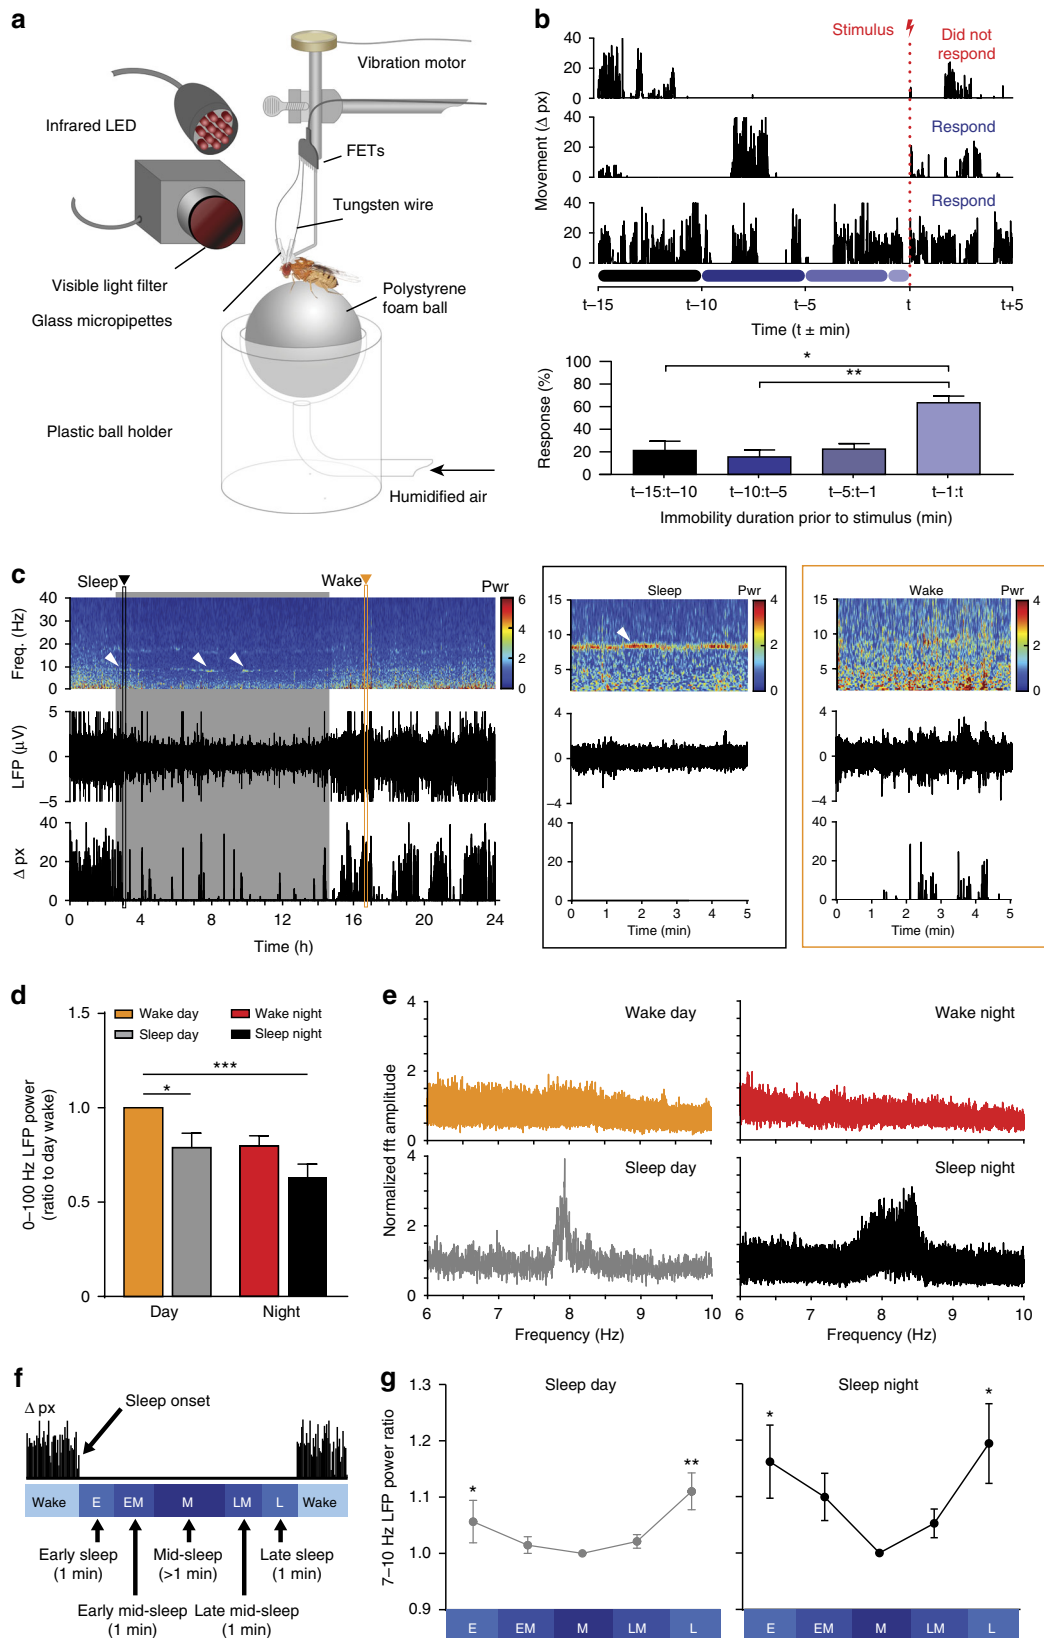 a
Vibration motor
Infrared LED
FETs
Tungsten wire
Visible light filter
Glass micropipettes
Polystyrene
foam ball
Plastic ball holder
Humidified air
b
Stimulus
Did not
respond
Respond
Respond
Movement (Δ px)
40
20
0
40
20
0
40
20
0
t–15
t–10
t–5
t
t+5
Time (t ± min)
Response (%)
100
80
60
40
20
0
*
**
t–15:t–10
t–10:t–5
t–5:t–1
t–1:t
Immobility duration prior to stimulus (min)
c
Sleep
Wake
Pwr
6
4
2
0
Freq. (Hz)
40
30
20
10
0
LFP (μV)
5
0
–5
Δ px
40
20
0
0 4 8 12 16 20 24
Time (h)
Sleep
Pwr
4
2
0
15
10
5
4
0
–4
40
20
0
0 1 2 3 4 5
Time (min)
Wake
Pwr
4
2
0
15
10
5
4
0
–4
40
20
0
0 1 2 3 4 5
Time (min)
d
Wake day
Wake night
Sleep day
Sleep night
0–100 Hz LFP power
(ratio to day wake)
1.5
1.0
0.5
0
*
***
Day
Night
e
Normalized fft amplitude
Wake day
Wake night
Sleep day
Sleep night
4
2
0
4
2
0
6 7 8 9 10
Frequency (Hz)
6 7 8 9 10
Frequency (Hz)
f
Δ px
Sleep onset
Wake E EM M LM L Wake
Early sleep
(1 min)
Mid-sleep
(>1 min)
Late sleep
(1 min)
Early mid-sleep
(1 min)
Late mid-sleep
(1 min)
g
7–10 Hz LFP power ratio
1.3
1.2
1.1
1.0
0.9
Sleep day
*
**
E EM M LM L
Sleep night
*
*
E EM M LM L